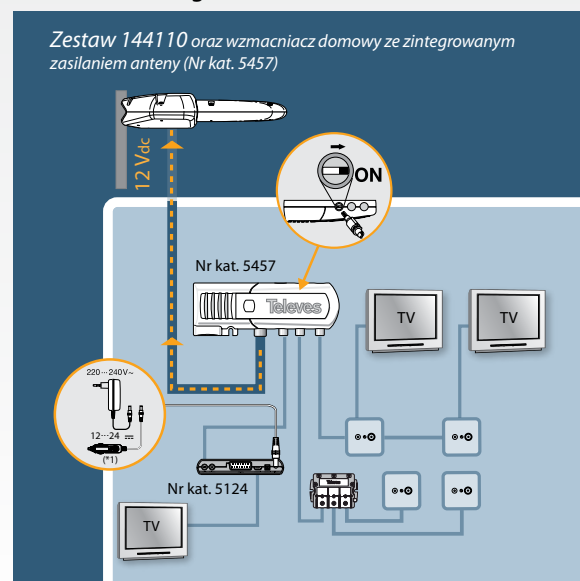 Zestaw 144110 oraz wzmacniacz domowy ze zintegrowanym
zasilaniem anteny (Nr kat. 5457)
12 Vdc
ON
Nr kat. 5457
Televes
TV
TV
220···240V~
12···24
(*1)
Nr kat. 5124
Televes
TV